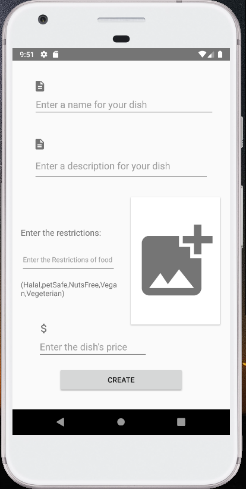 9:51
Enter a name for your dish
Enter a description for your dish
Enter the restrictions:
Enter the Restrictions of food
(Halal,petSafe,NutsFree,Vega
n,Vegeterian)
$
Enter the dish's price
CREATE